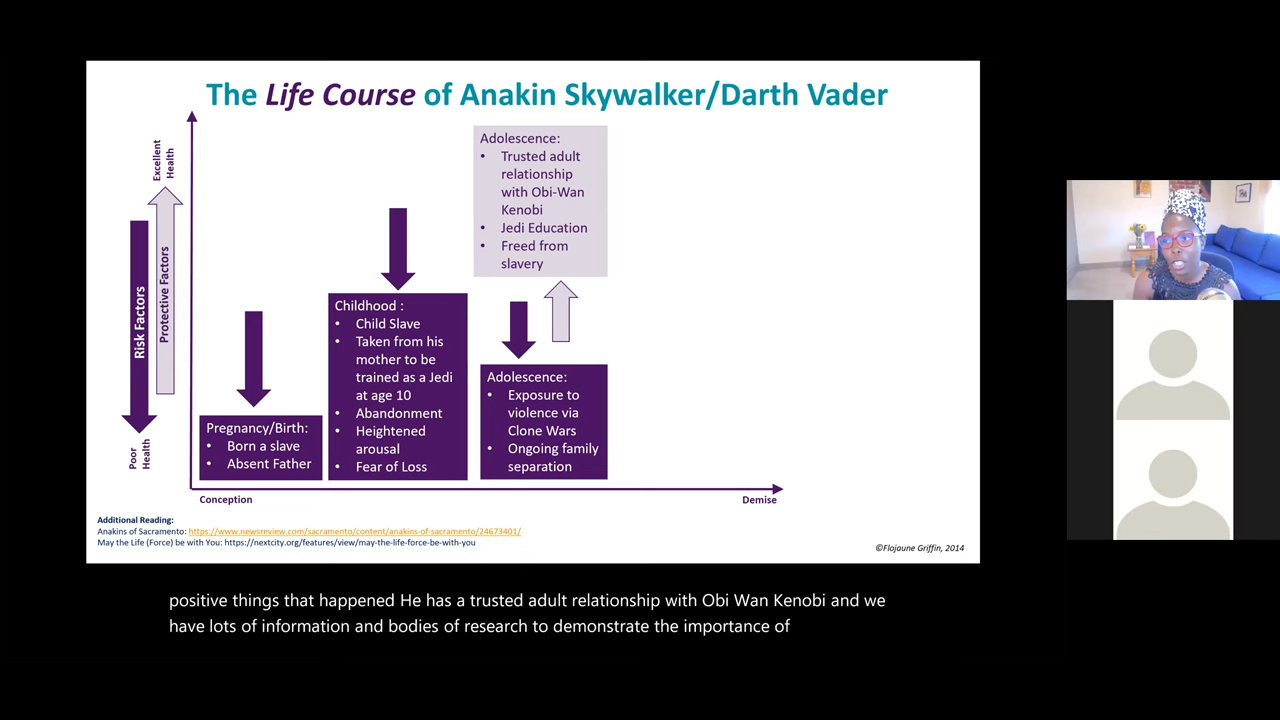 The Life Course of Anakin Skywalker/Darth Vader
Excellent
Health
Protective Factors
Risk Factors
Poor
Health
Pregnancy/Birth:
• Born a slave
• Absent Father
Childhood :
• Child Slave
• Taken from his
mother to be
trained as a Jedi
at age 10
• Abandonment
• Heightened
arousal
• Fear of Loss
Adolescence:
• Trusted adult
relationship
with Obi-Wan
Kenobi
• Jedi Education
• Freed from
slavery
Adolescence:
• Exposure to
violence via
Clone Wars
• Ongoing family
separation
Conception
Demise
Additional Reading:
Anakins of Sacramento: https://www.newsreview.com/sacramento/content/anakins-of-sacramento/24673401/
May the Life (Force) be with You: https://nextcity.org/features/view/may-the-life-force-be-with-you
©Flojaune Griffin, 2014
positive things that happened He has a trusted adult relationship with Obi Wan Kenobi and we
have lots of information and bodies of research to demonstrate the importance of